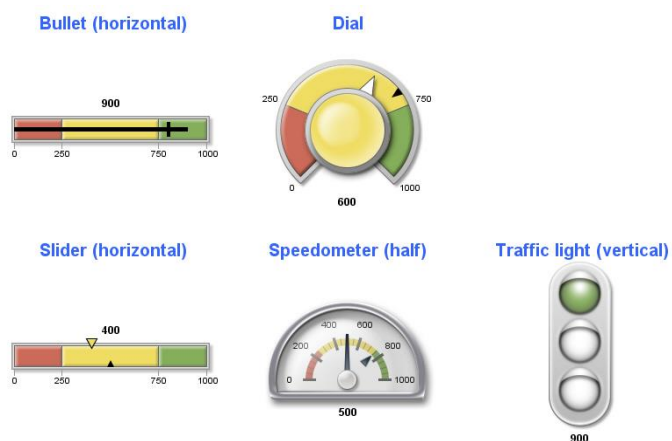 Bullet (horizontal)
Dial
900
0 250 750 1000
250
750
0
1000
600
Slider (horizontal)
Speedometer (half)
Traffic light (vertical)
400
0 250 750 1000
400 600
200 800
0 1000
500
900